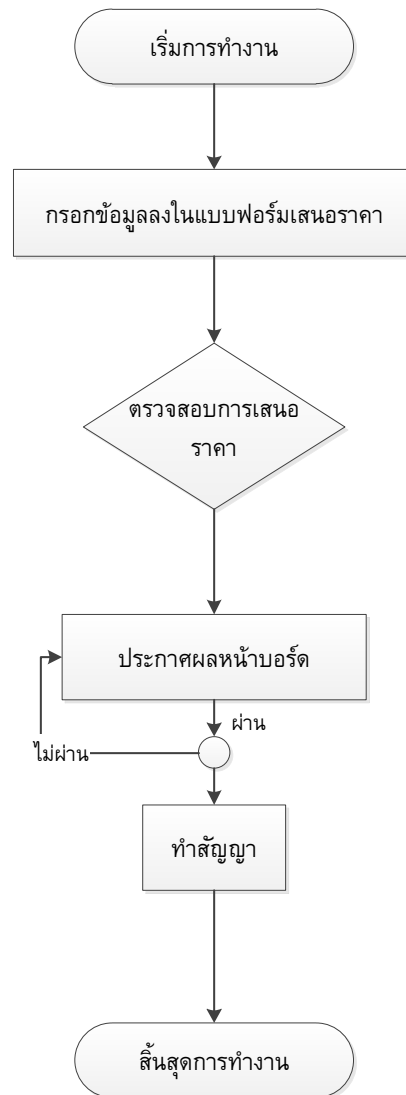 เริ่มการทำงาน
กรอกข้อมูลลงในแบบฟอร์มเสนอราคา
ตรวจสอบการเสนอ
ราคา
ประกาศผลหน้าบอร์ด
ผ่าน
ไม่ผ่าน
ทำสัญญา
สิ้นสุดการทำงาน